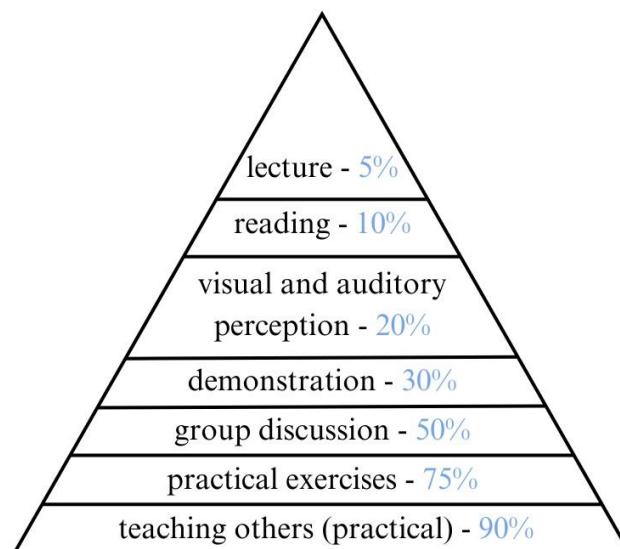 lecture - 5%
reading - 10%
visual and auditory
perception - 20%
demonstration - 30%
group discussion - 50%
practical exercises - 75%
teaching others (practical) - 90%